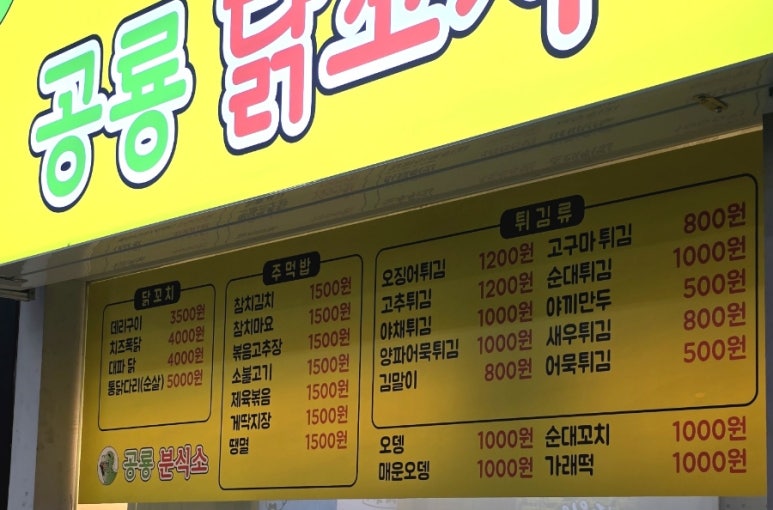 공룡 닭꼬치
닭꼬치
데리구이 3500원
치즈폭닭 4000원
대파 닭 4000원
통닭다리(순살) 5000원
공룡 분식소
주먹밥
참치김치 1500원
참치마요 1500원
볶음고추장 1500원
소불고기 1500원
제육볶음 1500원
게딱지장 1500원
땡멸 1500원
튀김류
오징어튀김 1200원 고구마튀김 800원
고추튀김 1200원 순대튀김 1000원
야채튀김 1000원 야끼만두 500원
양파어묵튀김 1000원 새우튀김 800원
김말이 800원 어묵튀김 500원
오뎅 1000원 순대꼬치 1000원
매운오뎅 1000원 가래떡 1000원